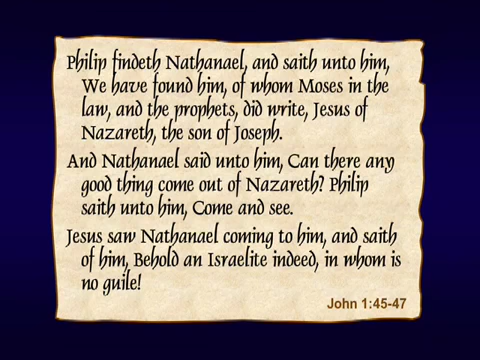 Philip findeth Nathanael, and saith unto him,
We have found him, of whom Moses in the
law, and the prophets, did write, Jesus of
Nazareth, the son of Joseph.
And Nathanael said unto him, Can there any
good thing come out of Nazareth? Philip
saith unto him, Come and see.
Jesus saw Nathanael coming to him, and saith
of him, Behold an Israelite indeed, in whom is
no guile!
John 1:45-47